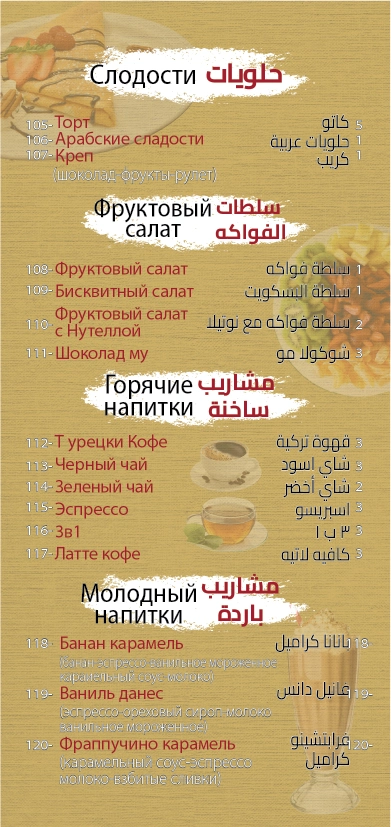 Слодости حلويات
105- Торт كاتو 5
106- Арабские сладости حلويات عربية 1
107- Креп كريب 1
(шоколад-фрукты-рулет)
Фруктовый سلطات
салат الفواكه
108- Фруктовый салат سلطة فواكه 1
109- Бисквитный салат سلطة البسكويت 1
Фруктовый салат
110- с Нутеллой سلطة فواكه مع نوتيلا 2
111- Шоколад му شوكولا مو 3
Горячие مشاريب
напитки ساخنة
112- Т урецки Кофе قهوة تركية 3
113- Черный чай شاي اسود 3
114- Зеленый чай شاي أخضر 2
115- Эспрессо اسبريسو 3
116- 3в1 ٣ ب ١ 3
117- Латте кофе كافيه لاتيه 3
Молодный مشاريب
напитки باردة
118- Банан карамель بانانا كراميل 18-
(банан-эспрессо-ванильное мороженное
карамельный соус-молоко)
119- Ваниль данес فانيل دانس 19-
(эспрессо-ореховый сироп-молоко
ванильное мороженное)
120- Фраппучино карамель فرابتشينو 20-
(карамельный соус-эспрессо كراميل
молоко-взбитые сливки)